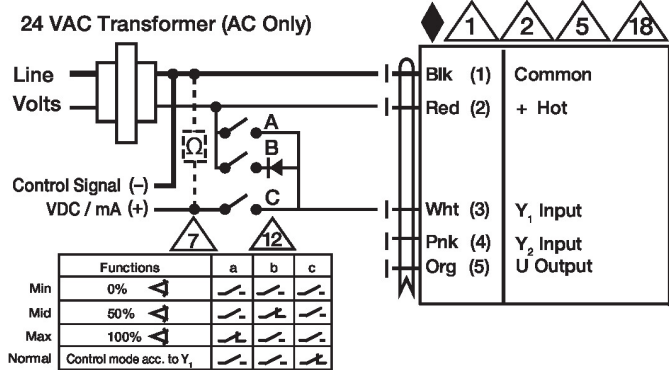 24 VAC Transformer (AC Only)
1 2 5 18
Line
Volts
Blk (1) Common
Red (2) + Hot
A
B
Ω
Control Signal (–)
VDC / mA (+)
C
Wht (3) Y₁ Input
Pnk (4) Y₂ Input
Org (5) U Output
7 12
Functions a b c
Min 0%
Mid 50%
Max 100%
Normal Control mode acc. to Y₁